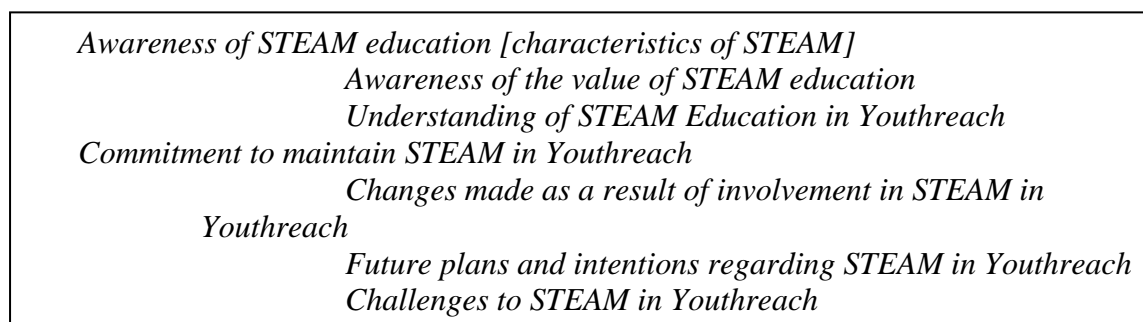 Awareness of STEAM education [characteristics of STEAM]
Awareness of the value of STEAM education
Understanding of STEAM Education in Youthreach
Commitment to maintain STEAM in Youthreach
Changes made as a result of involvement in STEAM in
Youthreach
Future plans and intentions regarding STEAM in Youthreach
Challenges to STEAM in Youthreach